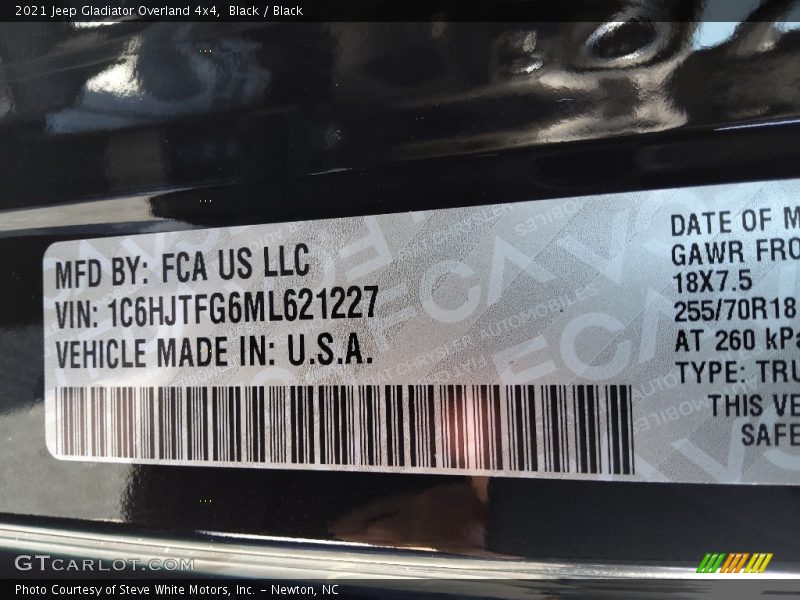 2021 Jeep Gladiator Overland 4x4, Black / Black
MFD BY: FCA US LLC
VIN: 1C6HJTFG6ML621227
VEHICLE MADE IN: U.S.A.
DATE OF M
GAWR FRO
18X7.5
255/70R18
AT 260 kPa
TYPE: TRU
THIS VE
SAFE
GTCARLOT.COM
Photo Courtesy of Steve White Motors, Inc. – Newton, NC